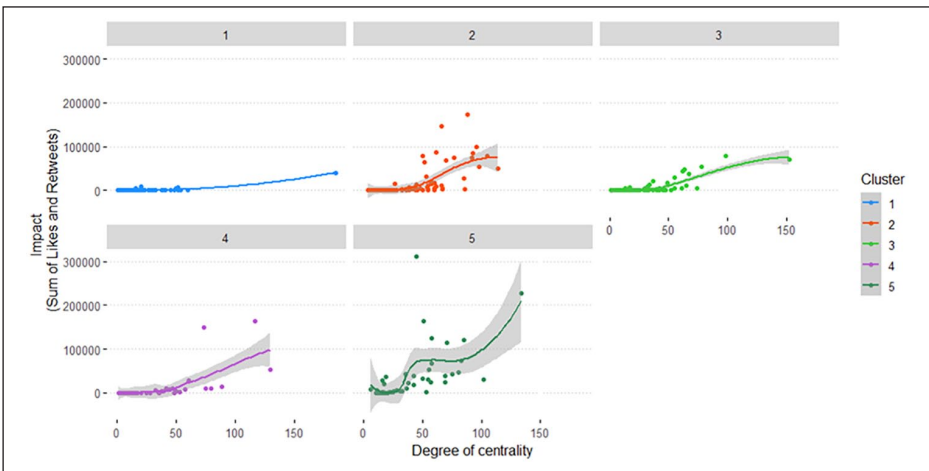 1 2 3
300000
200000
100000
0
0 50 100 150
4 5
300000
200000
100000
0
0 50 100 150 0 50 100 150
Impact
(Sum of Likes and Retweets)
Degree of centrality
Cluster
1
2
3
4
5